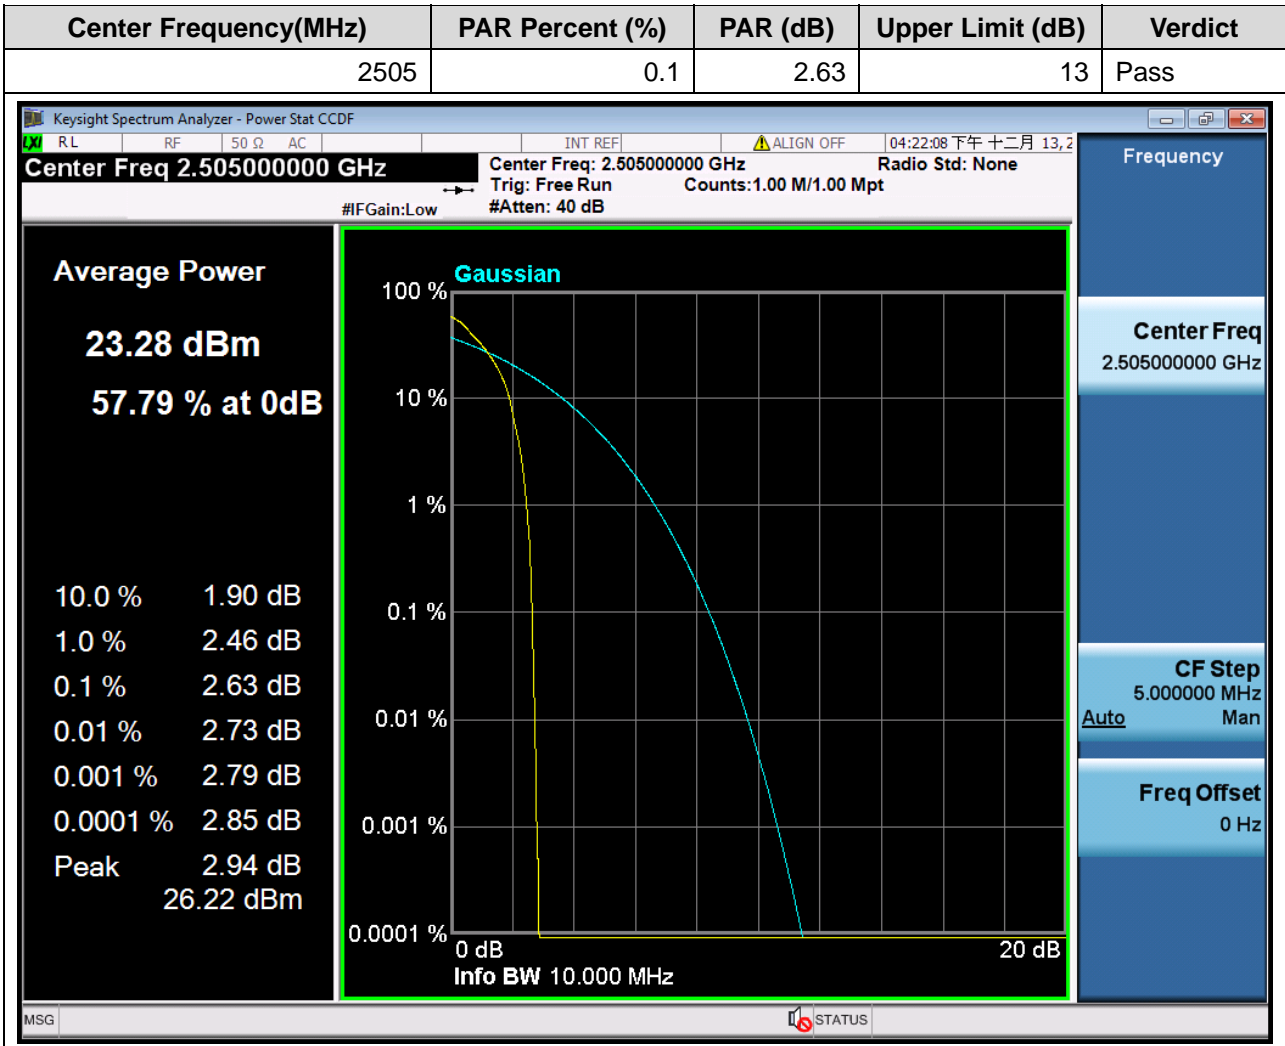 Center Frequency(MHz) PAR Percent (%) PAR (dB) Upper Limit (dB) Verdict
2505 0.1 2.63 13 Pass
Keysight Spectrum Analyzer - Power Stat CCDF
LXI RL RF 50 Ω AC INT REF ALIGN OFF 04:22:08 下午 十二月 13, 2
Center Freq 2.505000000 GHz
Center Freq: 2.505000000 GHz Radio Std: None
Trig: Free Run Counts:1.00 M/1.00 Mpt
#IFGain:Low #Atten: 40 dB
Average Power
23.28 dBm
57.79 % at 0dB
10.0 % 1.90 dB
1.0 % 2.46 dB
0.1 % 2.63 dB
0.01 % 2.73 dB
0.001 % 2.79 dB
0.0001 % 2.85 dB
Peak 2.94 dB
26.22 dBm
Gaussian
100 %
10 %
1 %
0.1 %
0.01 %
0.001 %
0.0001 %
0 dB 20 dB
Info BW 10.000 MHz
Frequency
Center Freq
2.505000000 GHz
CF Step
5.000000 MHz
Auto Man
Freq Offset
0 Hz
MSG STATUS